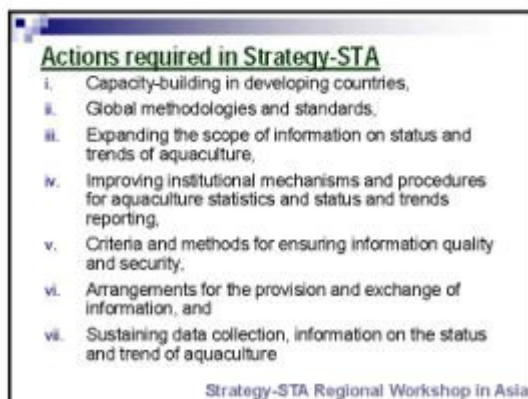 Actions required in Strategy-STA
i. Capacity-building in developing countries,
ii. Global methodologies and standards,
iii. Expanding the scope of information on status and
trends of aquaculture,
iv. Improving institutional mechanisms and procedures
for aquaculture statistics and status and trends
reporting,
v. Criteria and methods for ensuring information quality
and security,
vi. Arrangements for the provision and exchange of
information, and
vii. Sustaining data collection, information on the status
and trend of aquaculture
Strategy-STA Regional Workshop in Asia